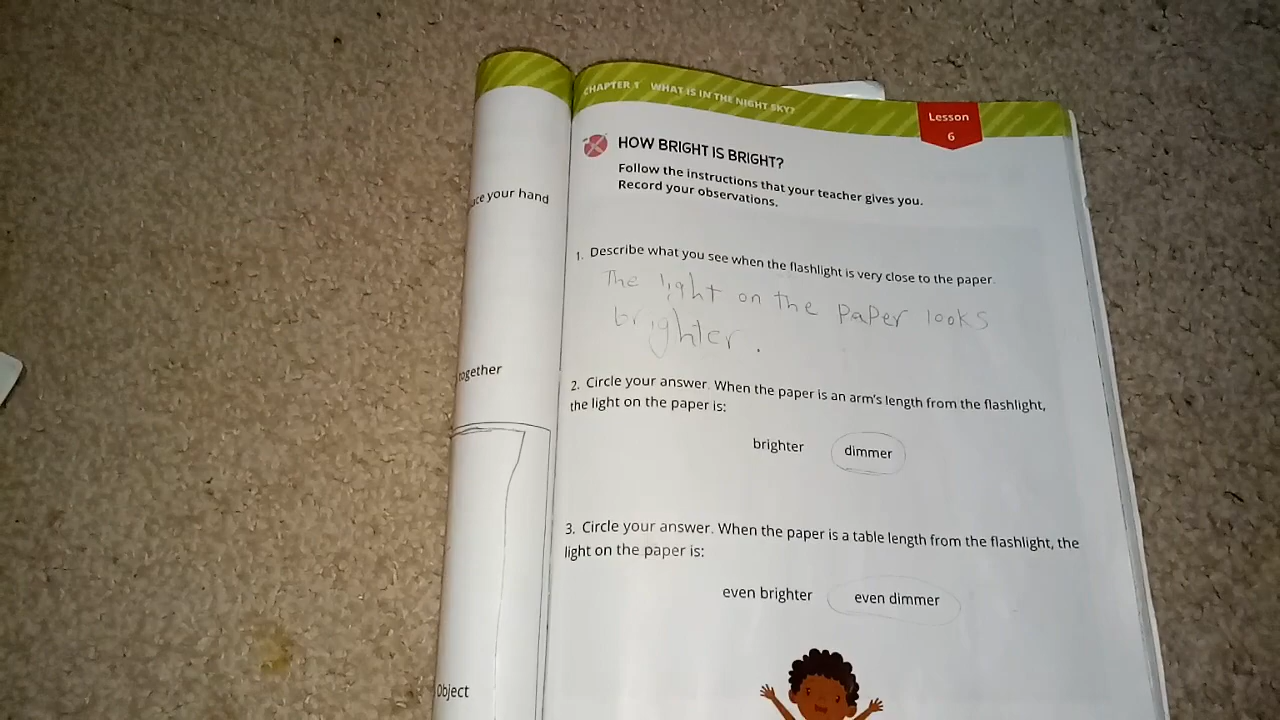 CHAPTER 1 WHAT IS IN THE NIGHT SKY?
Lesson
6
HOW BRIGHT IS BRIGHT?
Follow the instructions that your teacher gives you.
Record your observations.
your hand
1. Describe what you see when the flashlight is very close to the paper.
The light on the paper looks
brighter.
together
2. Circle your answer. When the paper is an arm's length from the flashlight,
the light on the paper is:
brighter dimmer
3. Circle your answer. When the paper is a table length from the flashlight, the
light on the paper is:
even brighter even dimmer
Object